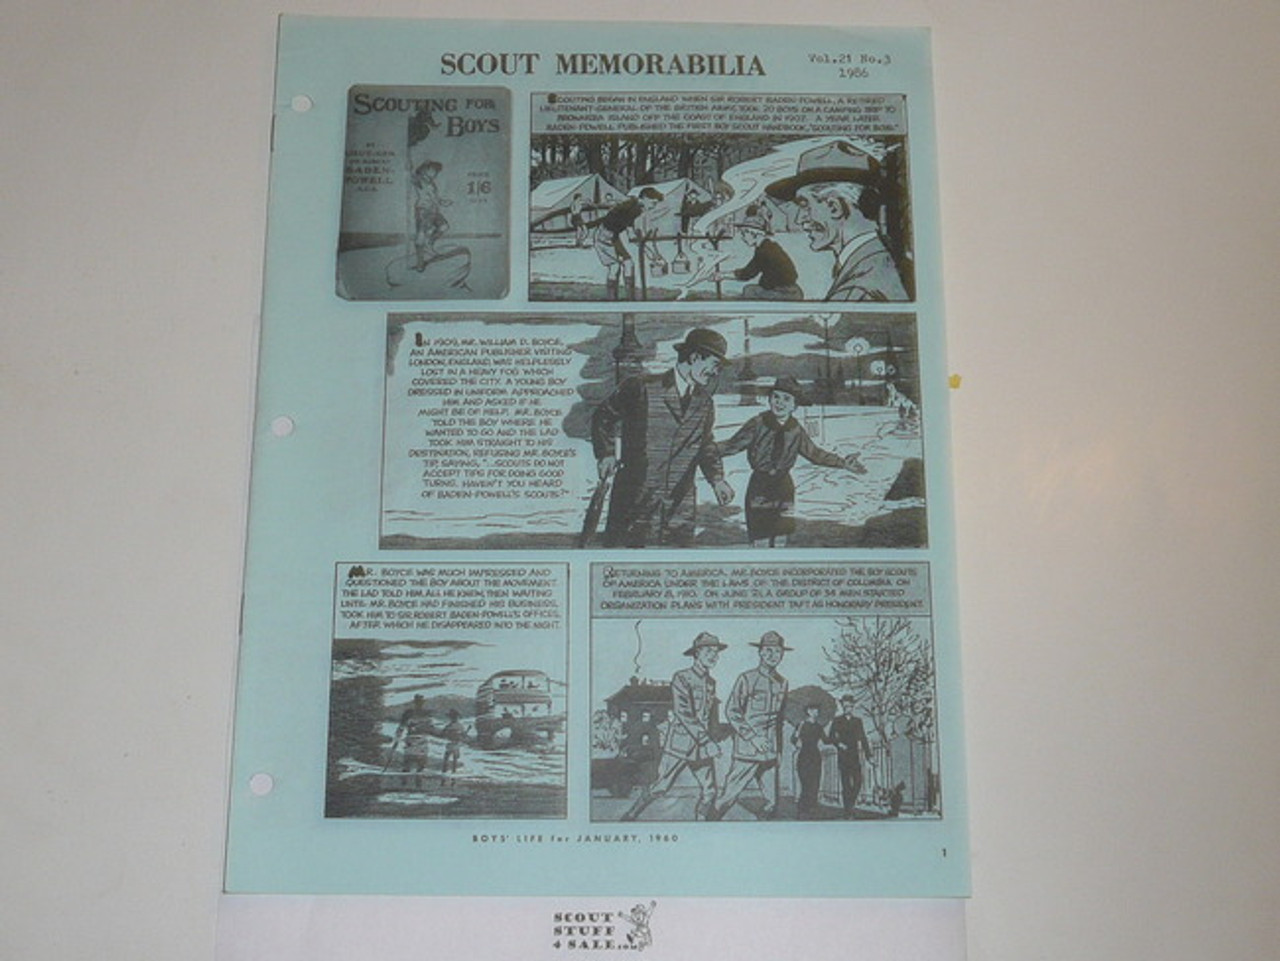 SCOUT MEMORABILIA
Vol.21 No.3
1986
SCOUTING FOR
BOYS
BY
BADEN-
POWELL
PRICE
1/6
SCOUTING BEGAN IN ENGLAND WHEN SIR ROBERT BADEN-POWELL, A RETIRED
LIEUTENANT-GENERAL OF THE BRITISH ARMY, TOOK 20 BOYS ON A CAMPING TRIP TO
BROWNSEA ISLAND OFF THE COAST OF ENGLAND IN 1907. A YEAR LATER
BADEN-POWELL PUBLISHED THE FIRST BOY SCOUT HANDBOOK, "SCOUTING FOR BOYS."
IN 1909, MR. WILLIAM D. BOYCE,
AN AMERICAN PUBLISHER VISITING
LONDON, ENGLAND, WAS HELPLESSLY
LOST IN A HEAVY FOG WHICH
COVERED THE CITY. A YOUNG BOY
DRESSED IN UNIFORM APPROACHED
HIM AND ASKED IF HE
MIGHT BE OF HELP. MR. BOYCE
TOLD THE BOY WHERE HE
WANTED TO GO AND THE LAD
TOOK HIM STRAIGHT TO HIS
DESTINATION, REFUSING MR. BOYCE'S
TIP, SAYING, "...SCOUTS DO NOT
ACCEPT TIPS FOR DOING GOOD
TURNS. HAVEN'T YOU HEARD
OF BADEN-POWELL'S SCOUTS?"
MR. BOYCE WAS MUCH IMPRESSED AND
QUESTIONED THE BOY ABOUT THE MOVEMENT.
THE LAD TOLD HIM ALL HE KNEW, THEN WAITING
UNTIL MR. BOYCE HAD FINISHED HIS BUSINESS,
TOOK HIM TO SIR ROBERT BADEN-POWELL'S OFFICES,
AFTER WHICH HE DISAPPEARED INTO THE NIGHT.
RETURNING TO AMERICA, MR. BOYCE INCORPORATED THE BOY SCOUTS
OF AMERICA UNDER THE LAWS OF THE DISTRICT OF COLUMBIA ON
FEBRUARY 8, 1910. ON JUNE 21, A GROUP OF 34 MEN STARTED
ORGANIZATION PLANS WITH PRESIDENT TAFT AS HONORARY PRESIDENT.
BOYS' LIFE for JANUARY, 1960
1
SCOUT
STUFF
4 SALE.com